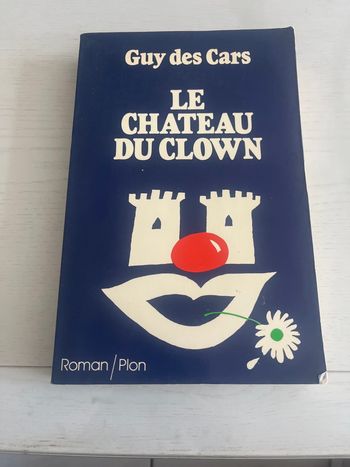 Guy des Cars
LE
CHATEAU
DU CLOWN
Roman/Plon